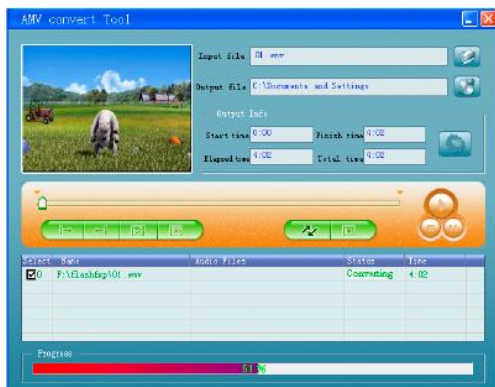 AMV convert Tool
Input file 01.wmv
Output file C:\Documents and Settings
Output Info
Start time 0:00 Finish time 4:02
Elapsed time 4:02 Total time 4:02
Select Name Audio Files Status Time
0 F:\flashfxp\01.wmv Converting 4:02
Progress
51 %